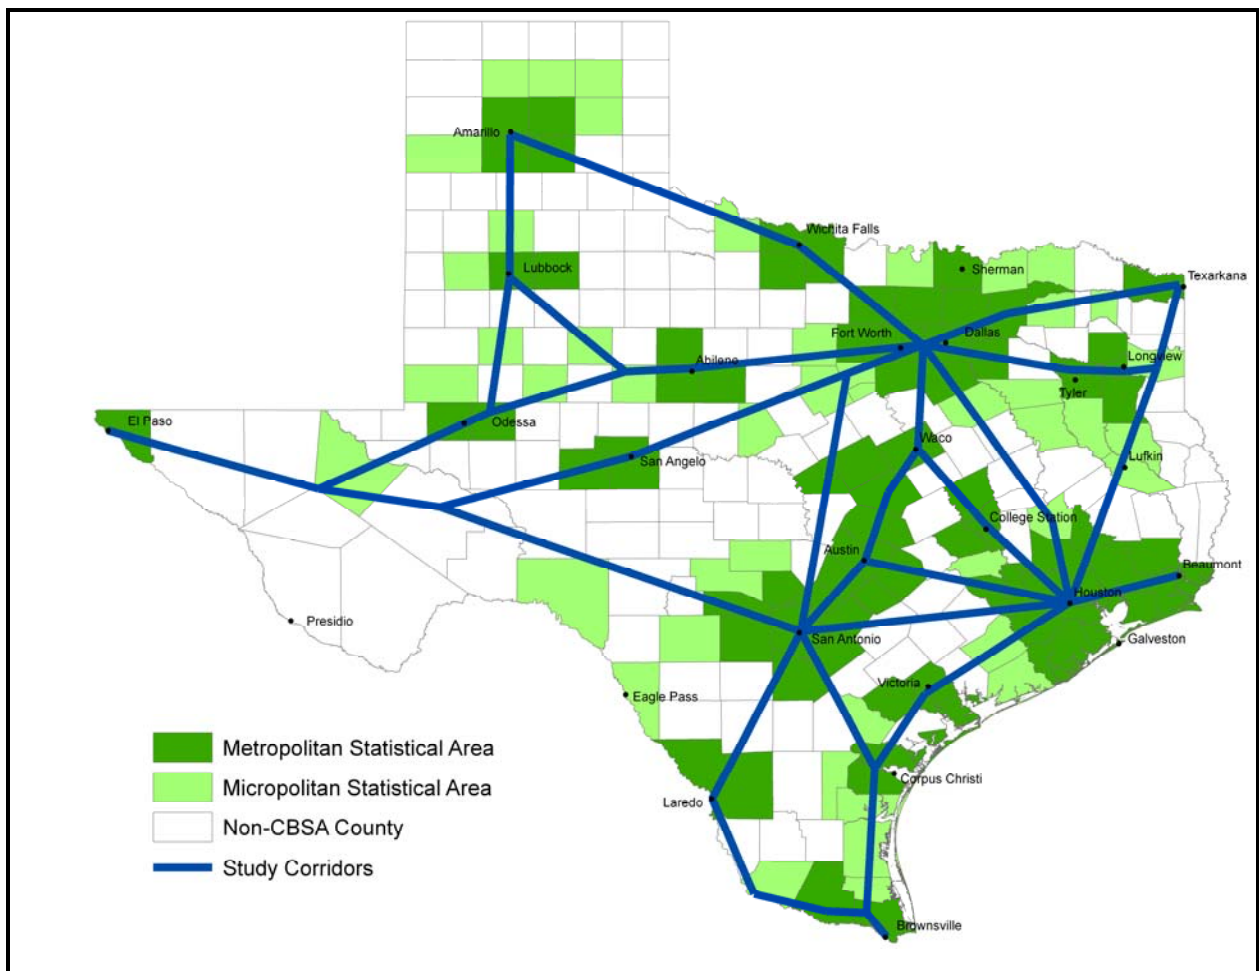 Amarillo
Wichita Falls
Lubbock
Sherman
Texarkana
Fort Worth
Dallas
Abilene
Longview
Tyler
El Paso
Odessa
Waco
San Angelo
Lufkin
College Station
Austin
Beaumont
Houston
Presidio
San Antonio
Galveston
Victoria
Eagle Pass
Metropolitan Statistical Area
Corpus Christi
Micropolitan Statistical Area
Laredo
Non-CBSA County
Study Corridors
Brownsville